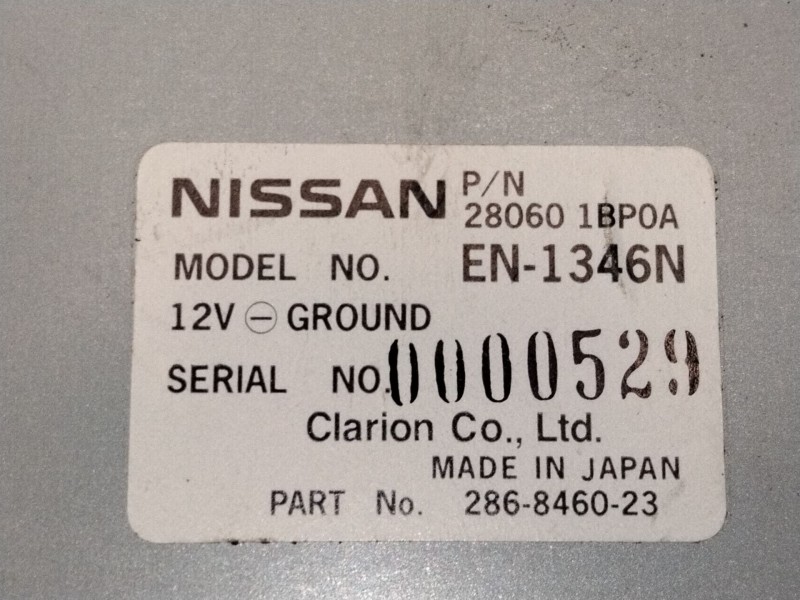 NISSAN P/N
28060 1BP0A
MODEL NO. EN-1346N
12V ⊖ GROUND
SERIAL NO. 0000529
Clarion Co., Ltd.
MADE IN JAPAN
PART No. 286-8460-23